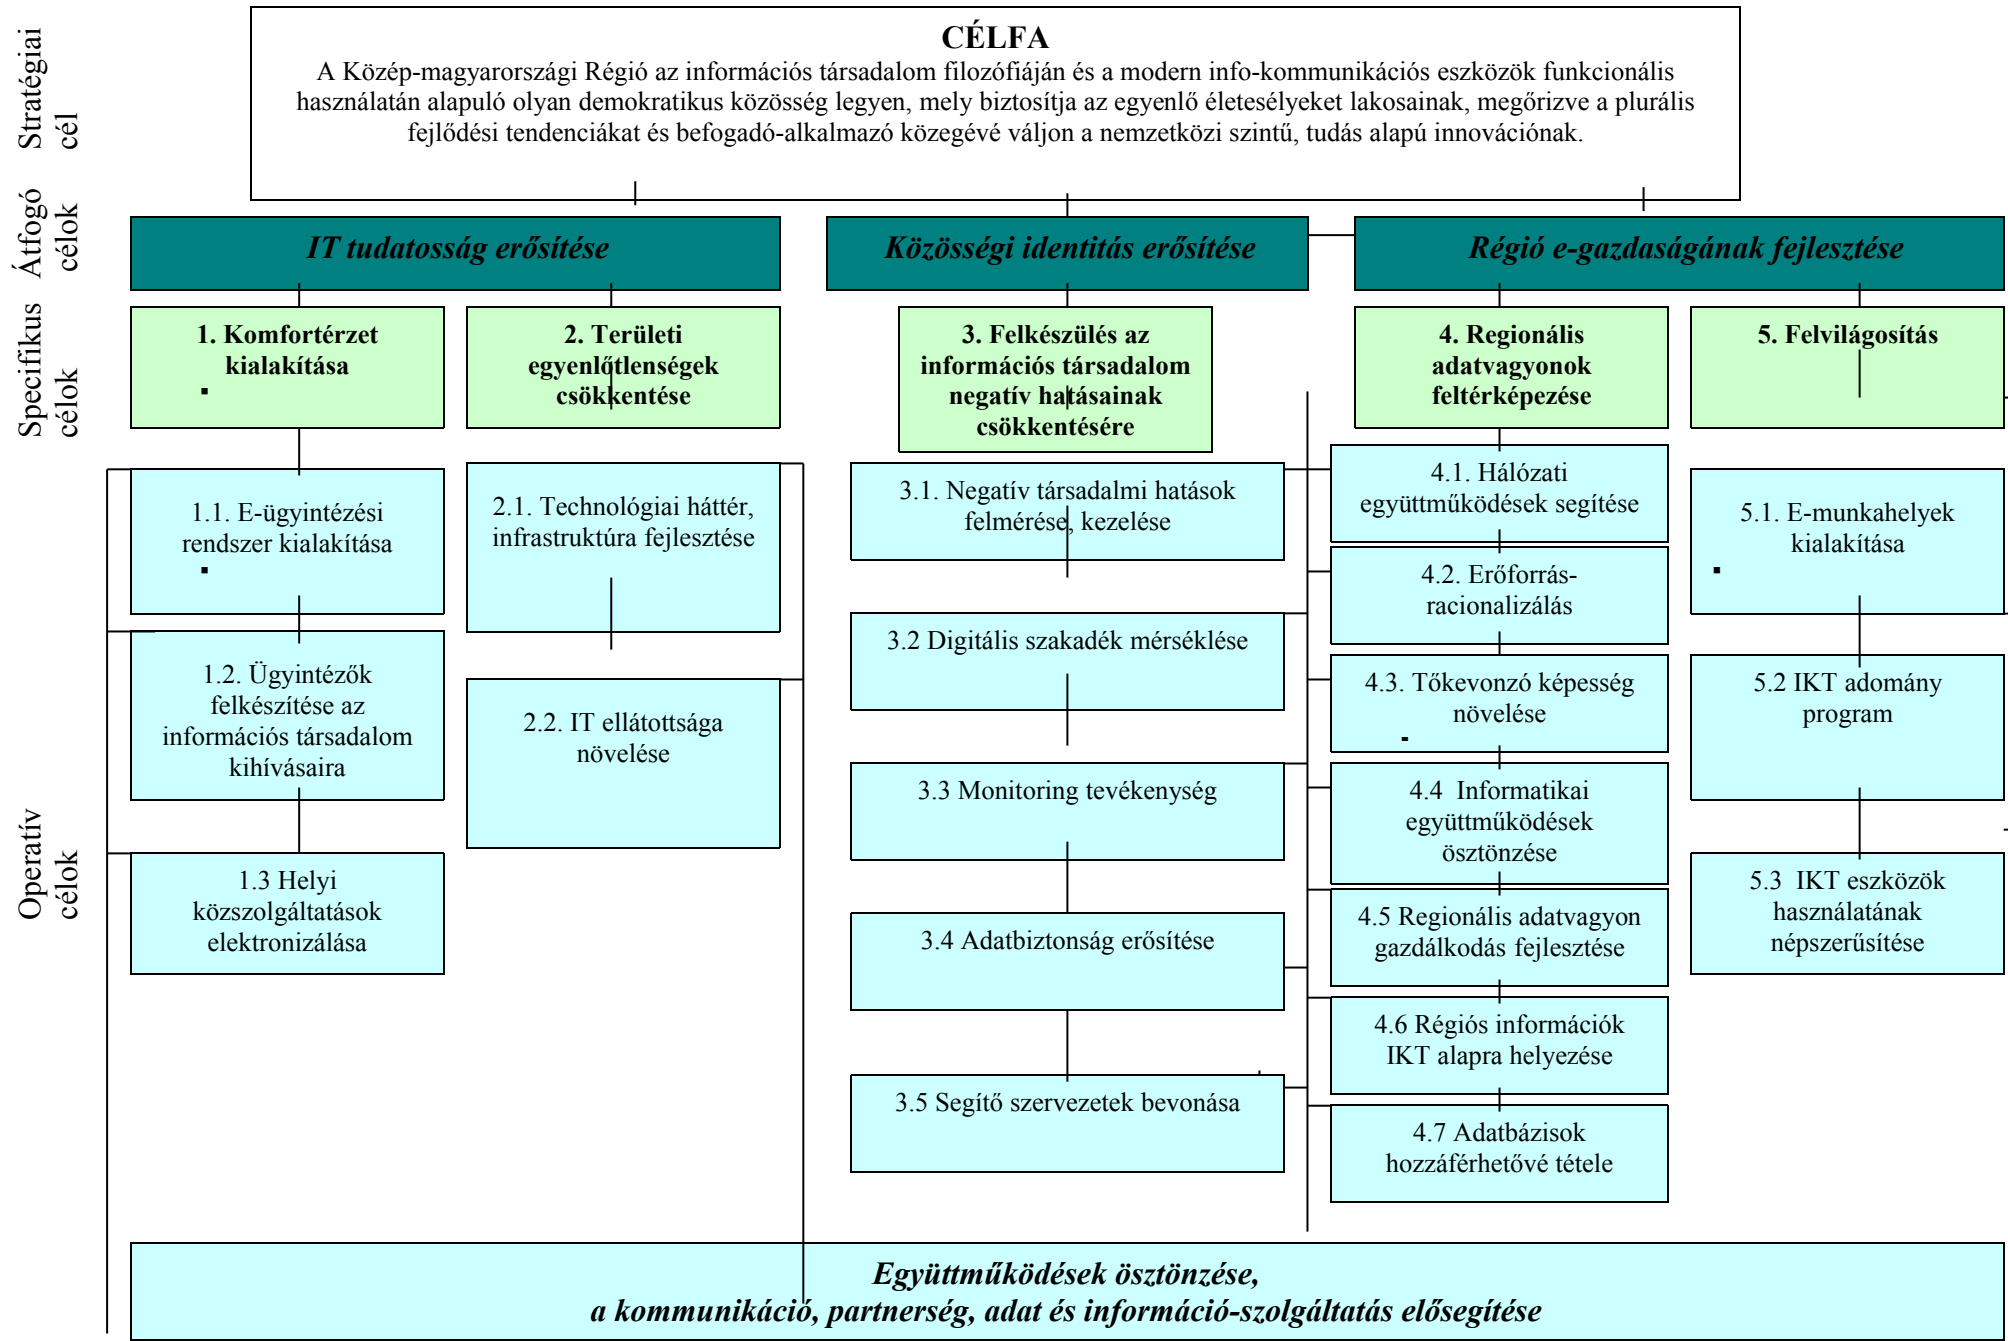 Stratégiai
cél
CÉLFA
A Közép-magyarországi Régió az információs társadalom filozófiáján és a modern info-kommunikációs eszközök funkcionális
használatán alapuló olyan demokratikus közösség legyen, mely biztosítja az egyenlő életesélyeket lakosainak, megőrizve a plurális
fejlődési tendenciákat és befogadó-alkalmazó közegévé váljon a nemzetközi szintű, tudás alapú innovációnak.
Átfogó
célok
IT tudatosság erősítése
Közösségi identitás erősítése
Régió e-gazdaságának fejlesztése
Specifikus
célok
1. Komfortérzet
kialakítása
2. Területi
egyenlőtlenségek
csökkentése
3. Felkészülés az
információs társadalom
negatív hatásainak
csökkentésére
4. Regionális
adatvagyonok
feltérképezése
5. Felvilágosítás
Operatív
célok
1.1. E-ügyintézési
rendszer kialakítása
1.2. Ügyintézők
felkészítése az
információs társadalom
kihívásaira
1.3 Helyi
közszolgáltatások
elektronizálása
2.1. Technológiai háttér,
infrastruktúra fejlesztése
2.2. IT ellátottsága
növelése
3.1. Negatív társadalmi hatások
felmérése, kezelése
3.2 Digitális szakadék mérséklése
3.3 Monitoring tevékenység
3.4 Adatbiztonság erősítése
3.5 Segítő szervezetek bevonása
4.1. Hálózati
együttműködések segítése
4.2. Erőforrás-
racionalizálás
4.3. Tőkevonzó képesség
növelése
4.4 Informatikai
együttműködések
ösztönzése
4.5 Regionális adatvagyon
gazdálkodás fejlesztése
4.6 Régiós információk
IKT alapra helyezése
4.7 Adatbázisok
hozzáférhetővé tétele
5.1. E-munkahelyek
kialakítása
5.2 IKT adomány
program
5.3 IKT eszközök
használatának
népszerűsítése
Együttműködések ösztönzése,
a kommunikáció, partnerség, adat és információ-szolgáltatás elősegítése